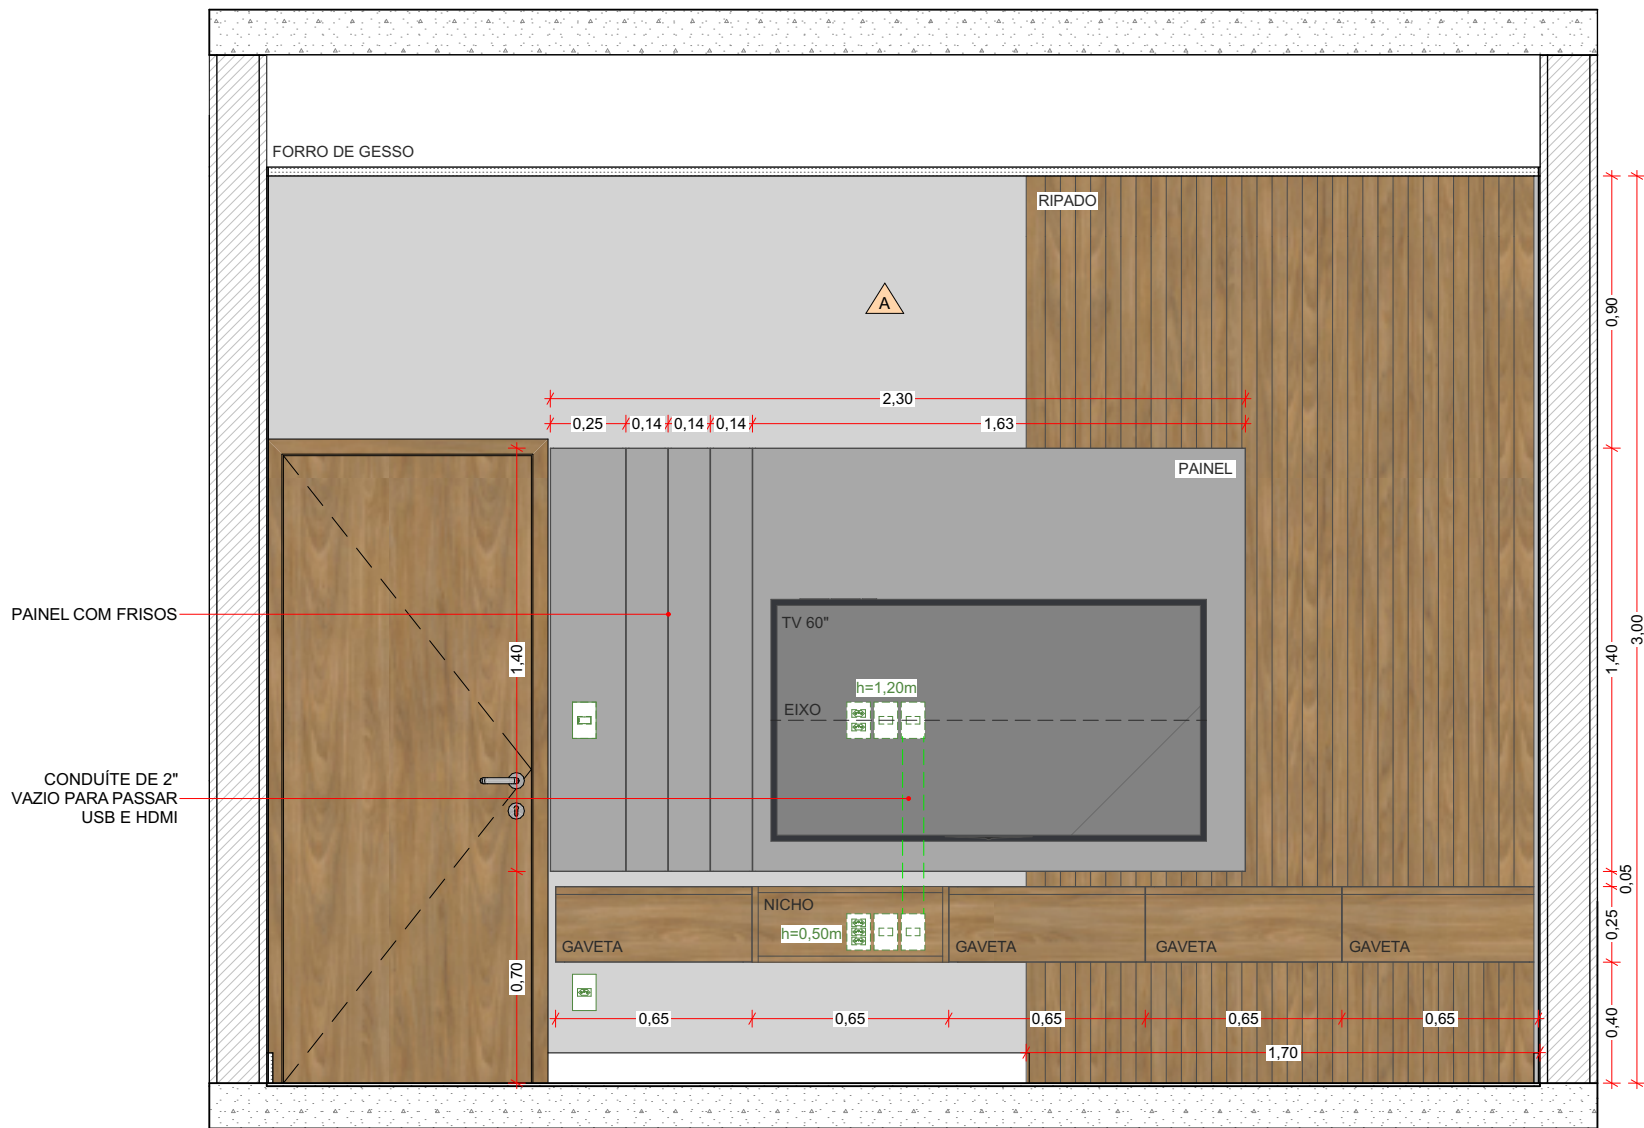 FORRO DE GESSO
RIPADO
A
2,30
0,25 0,14 0,14 0,14 1,63
PAINEL
PAINEL COM FRISOS
TV 60"
h=1,20m
EIXO
CONDUÍTE DE 2"
VAZIO PARA PASSAR
USB E HDMI
1,40
0,70
NICHO
h=0,50m
GAVETA
GAVETA
GAVETA
GAVETA
0,65 0,65 0,65 0,65 0,65
1,70
0,90
1,40
0,05
0,25
0,40
3,00